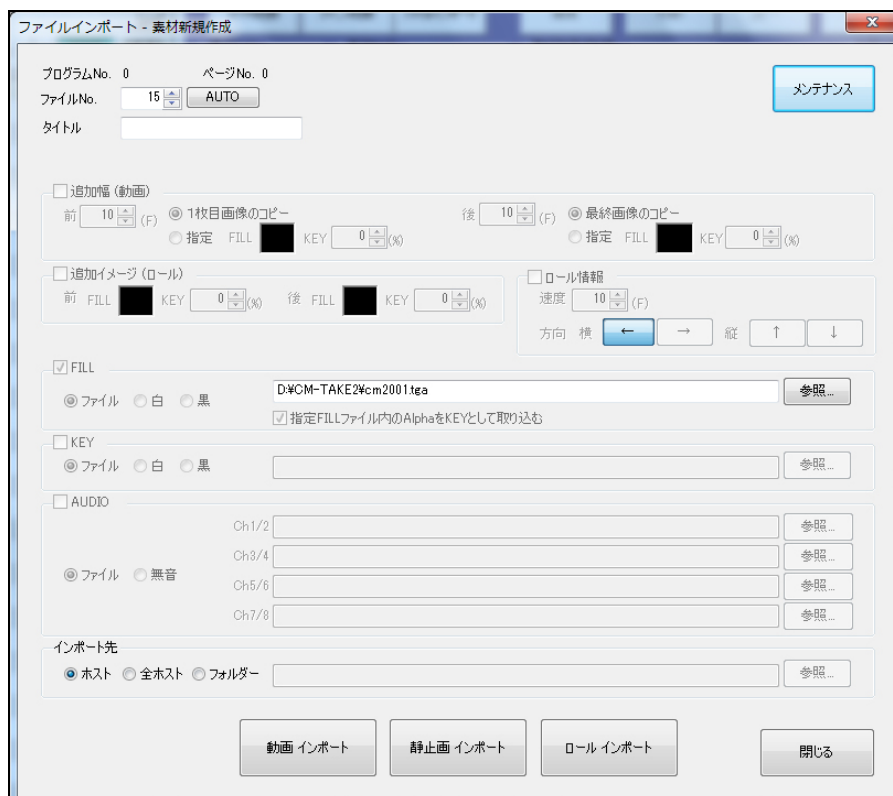 ファイルインポート - 素材新規作成
プログラムNo. 0 ページNo. 0
ファイルNo. 15 AUTO
メンテナンス
タイトル
追加幅 (動画)
前 10 (F) 1枚目画像のコピー 後 10 (F) 最終画像のコピー
指定 FILL KEY 0 (%) 指定 FILL KEY 0 (%)
追加イメージ (ロール)
前 FILL KEY 0 (%) 後 FILL KEY 0 (%)
ロール情報
速度 10 (F)
方向 横 ← → 縦 ↑ ↓
FILL
ファイル 白 黒 D:¥CM-TAKE2¥cm2001.tga 参照...
指定FILLファイル内のAlphaをKEYとして取り込む
KEY
ファイル 白 黒 参照...
AUDIO
Ch1/2 参照...
Ch3/4 参照...
ファイル 無音
Ch5/6 参照...
Ch7/8 参照...
インポート先
ホスト 全ホスト フォルダー 参照...
動画 インポート 静止画 インポート ロール インポート 閉じる